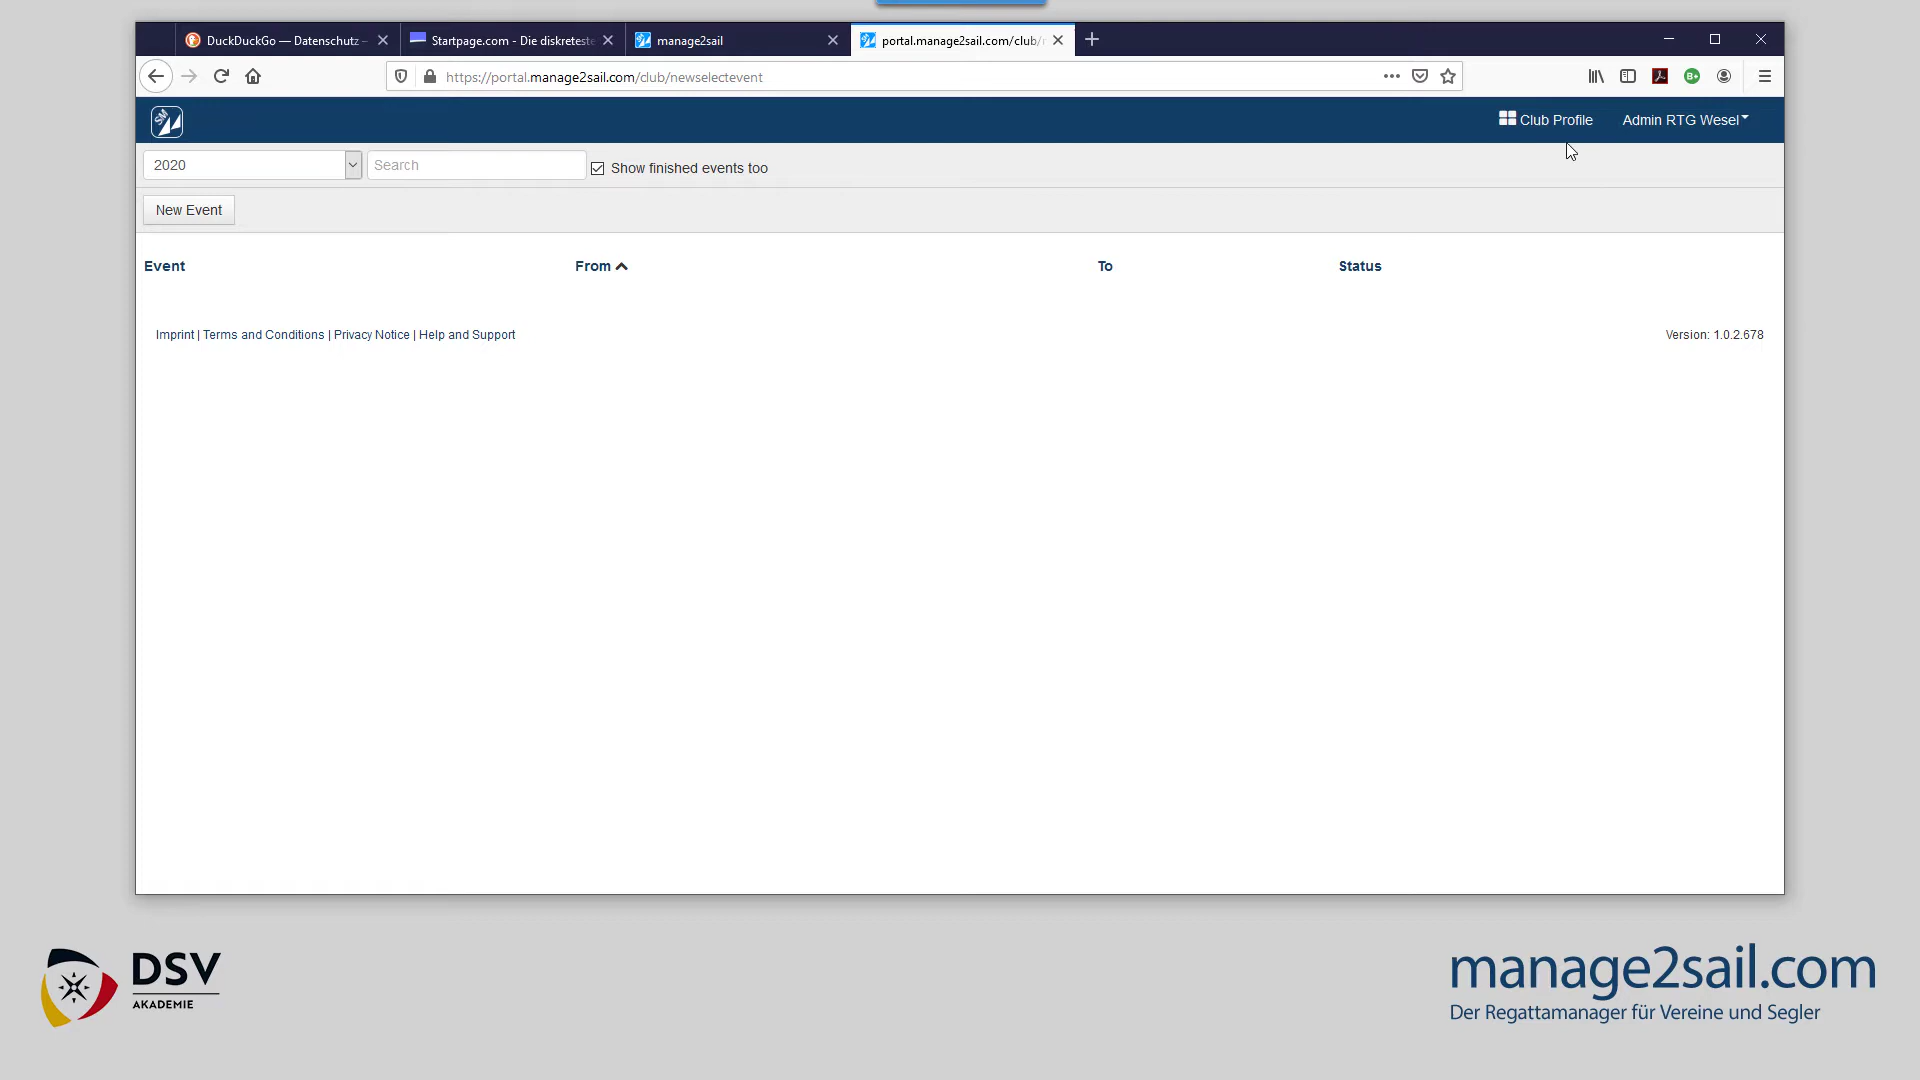 DuckDuckGo — Datenschutz -
Startpage.com - Die diskreteste
manage2sail
portal.manage2sail.com/club/
https://portal.manage2sail.com/club/newselectevent
Club Profile
Admin RTG Wesel
2020
Search
Show finished events too
New Event
Event From To Status
Imprint | Terms and Conditions | Privacy Notice | Help and Support
Version: 1.0.2.678
DSV
AKADEMIE
manage2sail.com
Der Regattamanager für Vereine und Segler